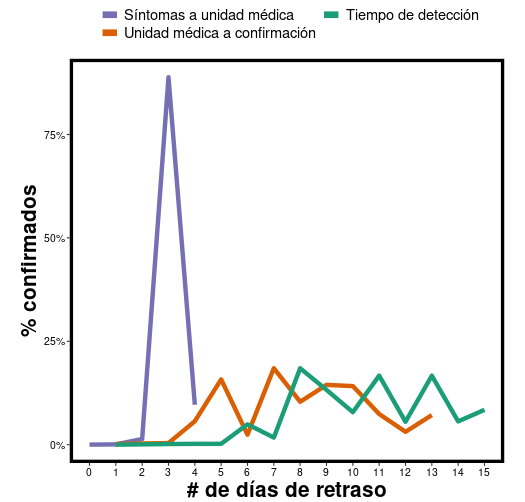 Síntomas a unidad médica
Tiempo de detección
Unidad médica a confirmación
75%
50%
25%
0%
% confirmados
0 1 2 3 4 5 6 7 8 9 10 11 12 13 14 15
# de días de retraso